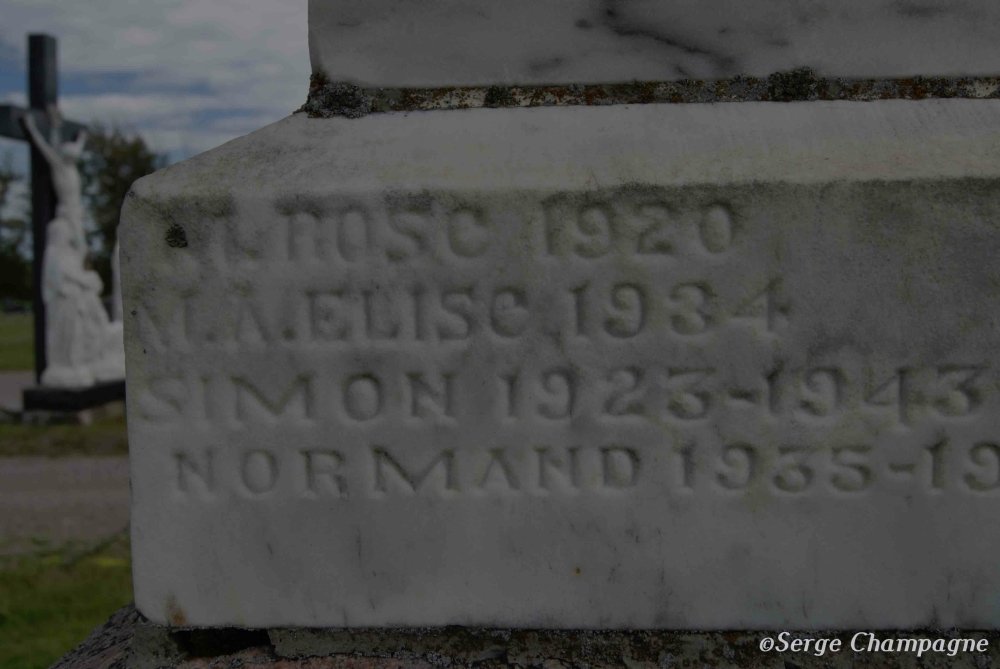 ROSE 1920
M.A. ELISE 1934
SIMON 1923-1943
NORMAND 1935-19
©Serge Champagne